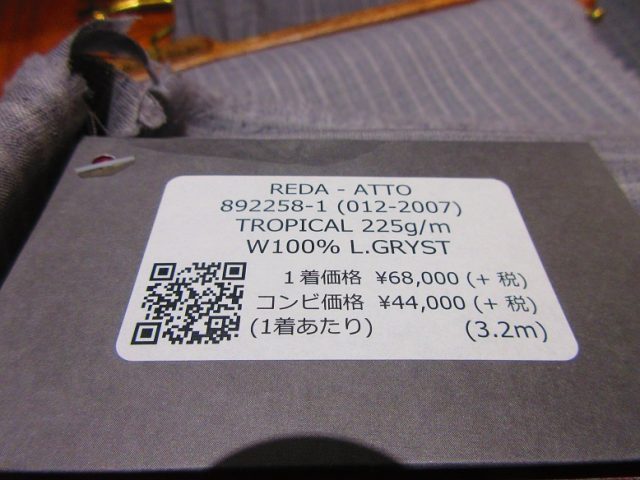 REDA - ATTO
892258-1 (012-2007)
TROPICAL 225g/m
W100% L.GRYST
1着価格 ¥68,000 (+ 税)
コンビ価格 ¥44,000 (+ 税)
(1着あたり) (3.2m)